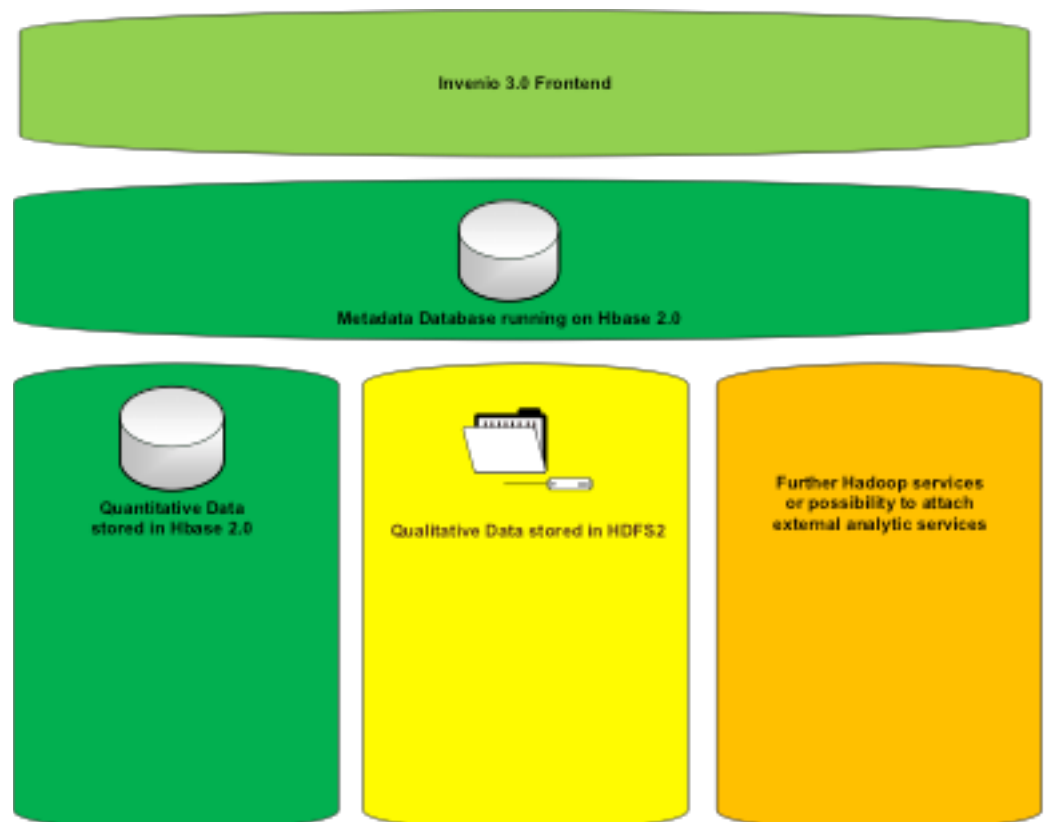 Invenio 3.0 Frontend
Metadata Database running on Hbase 2.0
Quantitative Data
stored in Hbase 2.0
Qualitative Data stored in HDFS2
Further Hadoop services
or possibility to attach
external analytic services